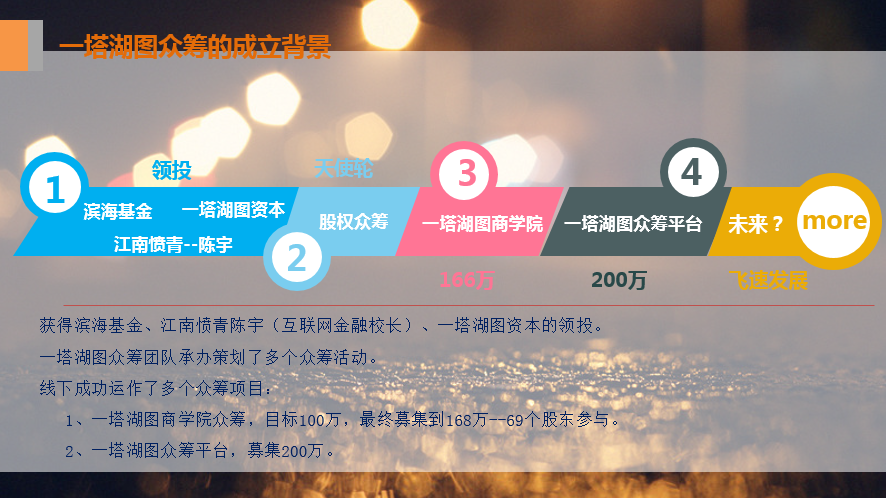 一塔湖图众筹的成立背景
领投
天使轮
1
滨海基金
一塔湖图资本
江南愤青--陈宇
2
股权众筹
3
一塔湖图商学院
166万
4
一塔湖图众筹平台
200万
未来？
more
飞速发展
获得滨海基金、江南愤青陈宇（互联网金融校长）、一塔湖图资本的领投。
一塔湖图众筹团队承办策划了多个众筹活动。
线下成功运作了多个众筹项目：
1、一塔湖图商学院众筹，目标100万，最终募集到168万--69个股东参与。
2、一塔湖图众筹平台，募集200万。